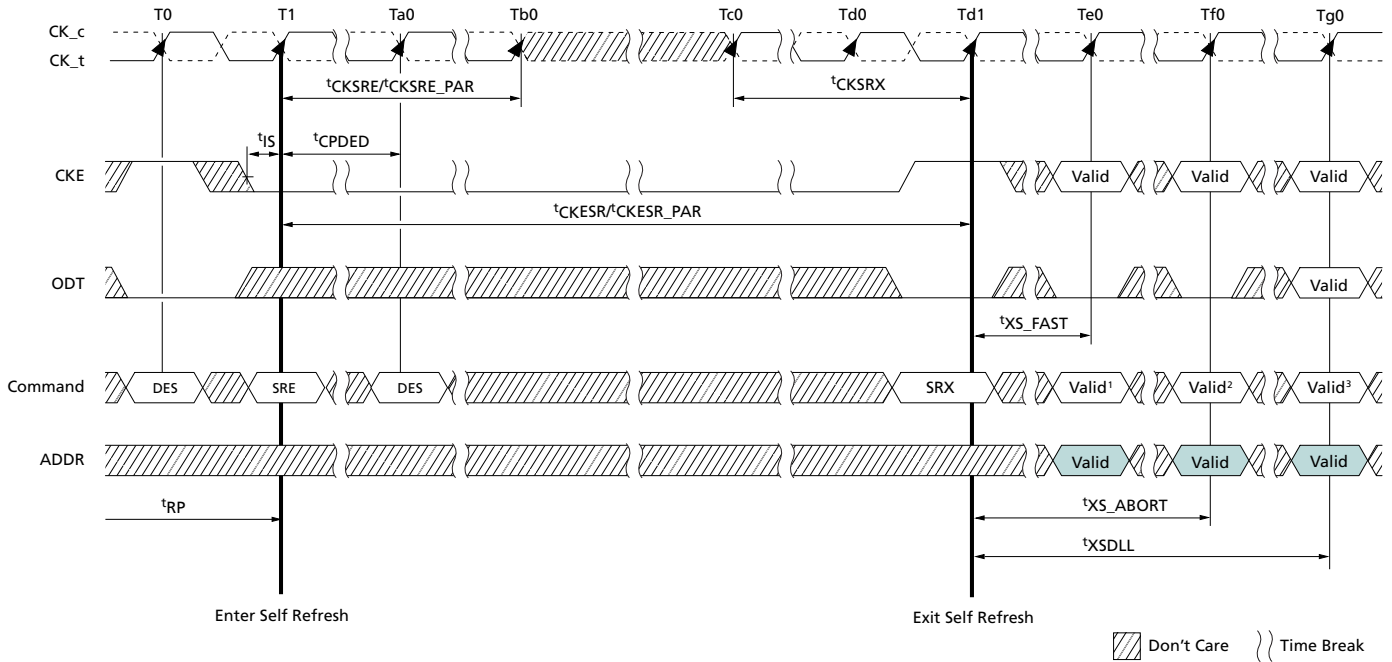 T0 T1 Ta0 Tb0 Tc0 Td0 Td1 Te0 Tf0 Tg0
CK_c
CK_t
tCKSRE/tCKSRE_PAR tCKSRX
tIS tCPDED
CKE Valid Valid Valid
tCKESR/tCKESR_PAR
ODT Valid
tXS_FAST
Command DES SRE DES SRX Valid1 Valid2 Valid3
ADDR Valid Valid Valid
tRP tXS_ABORT
tXSDLL
Enter Self Refresh Exit Self Refresh
Don't Care Time Break